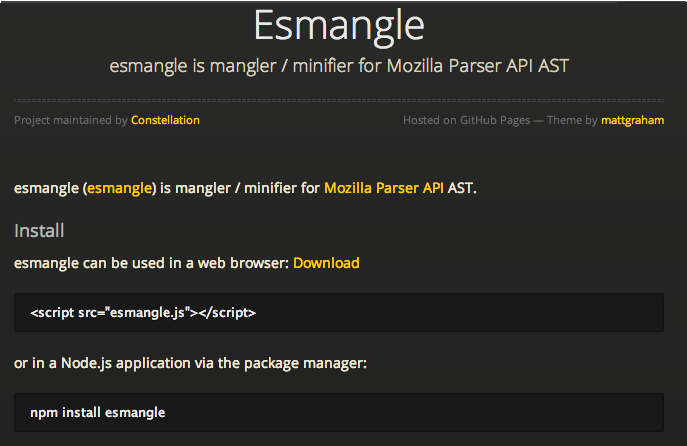 Esmangle
esmangle is mangler / minifier for Mozilla Parser API AST
Project maintained by Constellation
Hosted on GitHub Pages — Theme by mattgraham
esmangle (esmangle) is mangler / minifier for Mozilla Parser API AST.
Install
esmangle can be used in a web browser: Download
<script src="esmangle.js"></script>
or in a Node.js application via the package manager:
npm install esmangle